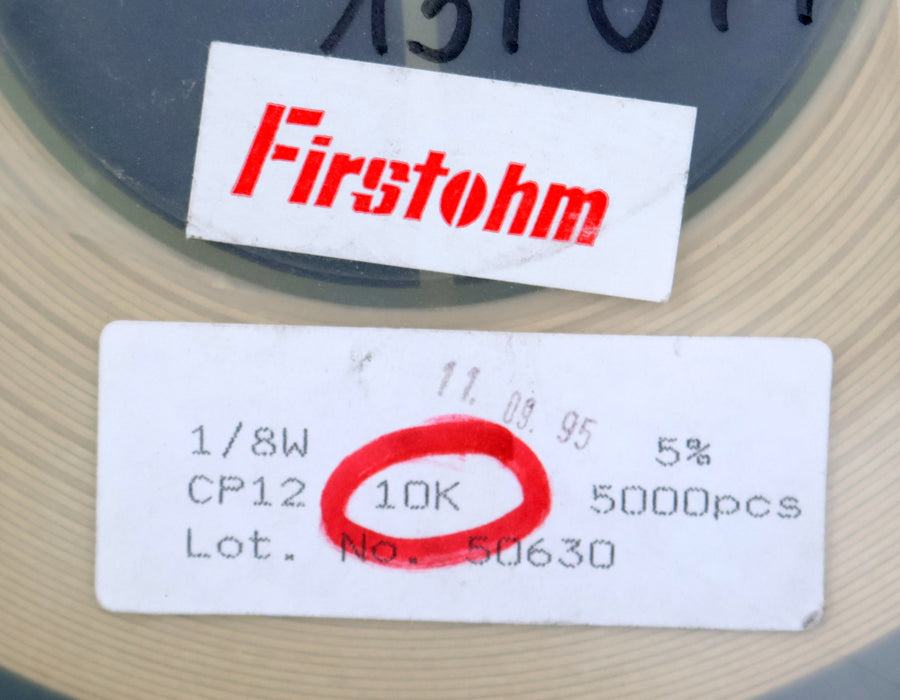 Firstohm
11. 09. 95
1/8W 5%
CP12 10K 5000pcs
Lot. No. 50630